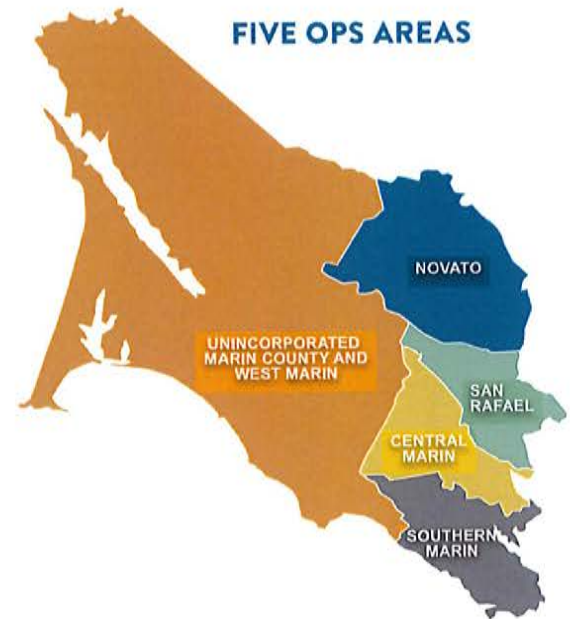 FIVE OPS AREAS
NOVATO
UNINCORPORATED
MARIN COUNTY AND
WEST MARIN
SAN
RAFAEL
CENTRAL
MARIN
SOUTHERN
MARIN